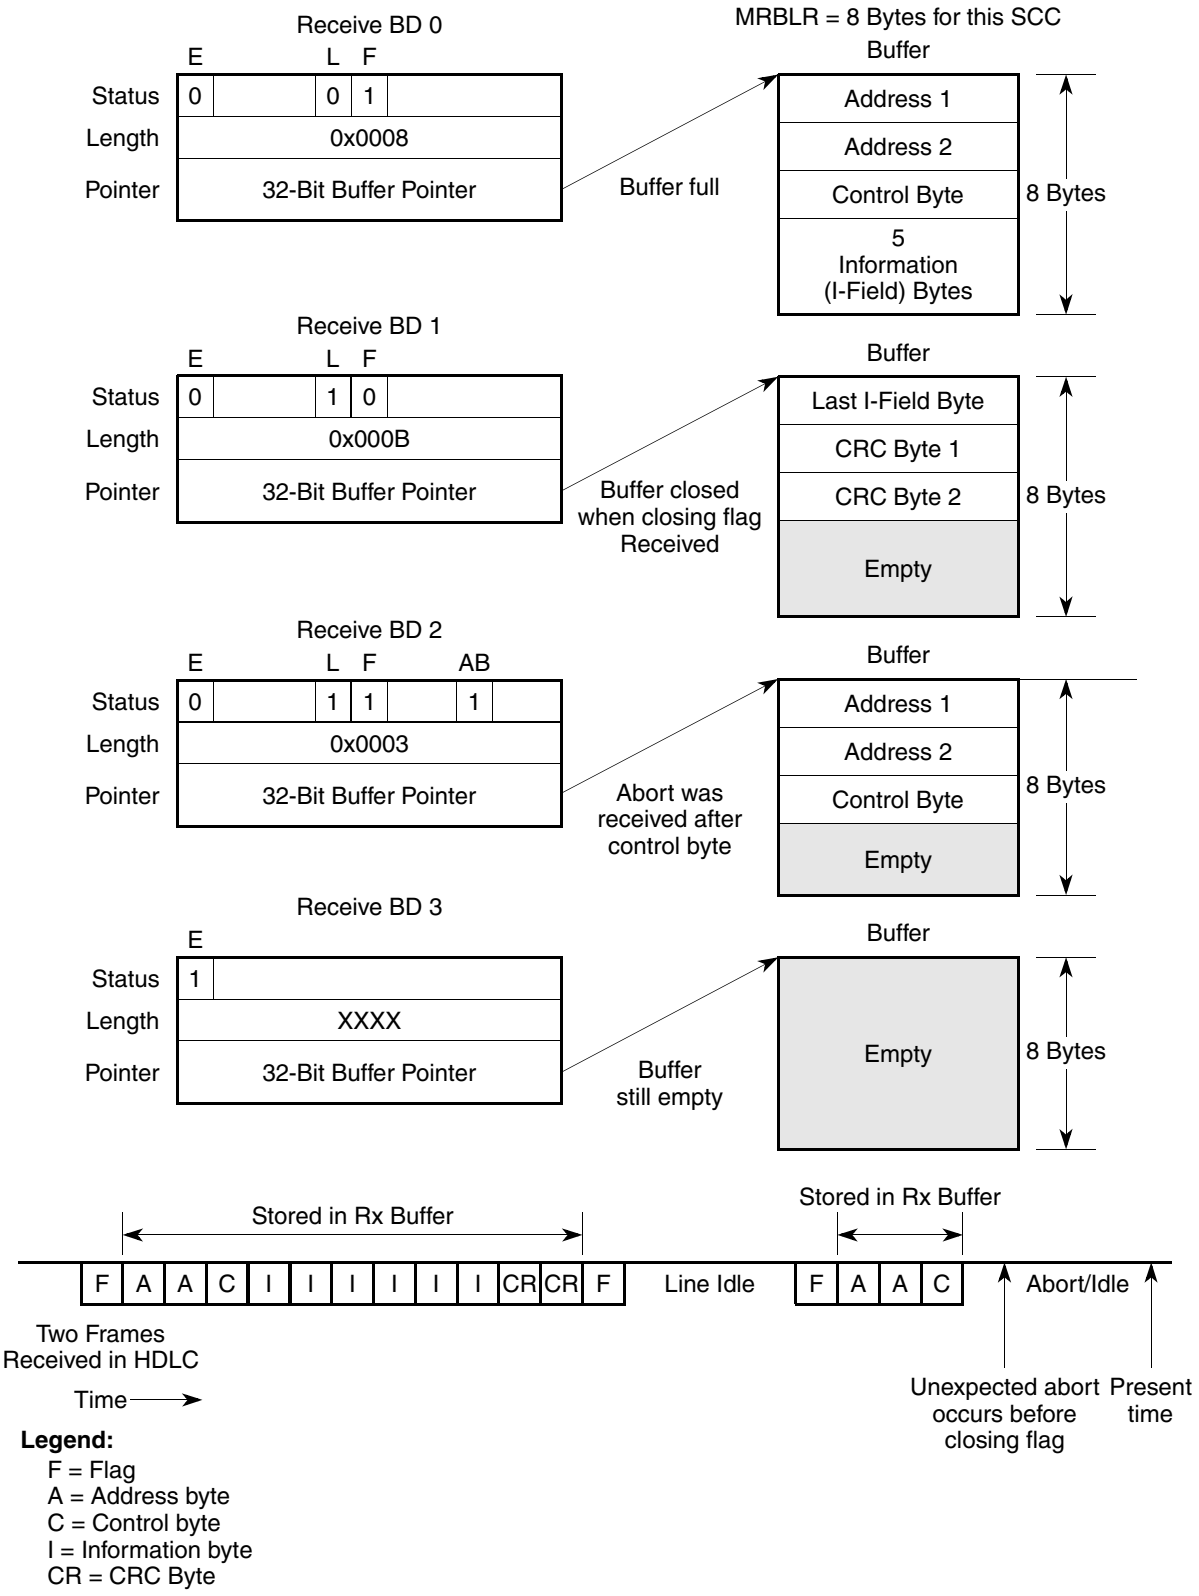 MRBLR = 8 Bytes for this SCC
Receive BD 0
Buffer
E L F
Status 0 0 1
Length 0x0008
Pointer 32-Bit Buffer Pointer
Buffer full
Address 1
Address 2
Control Byte
5
Information
(I-Field) Bytes
8 Bytes
Receive BD 1
Buffer
E L F
Status 0 1 0
Length 0x000B
Pointer 32-Bit Buffer Pointer
Buffer closed
when closing flag
Received
Last I-Field Byte
CRC Byte 1
CRC Byte 2
Empty
8 Bytes
Receive BD 2
Buffer
E L F AB
Status 0 1 1 1
Length 0x0003
Pointer 32-Bit Buffer Pointer
Abort was
received after
control byte
Address 1
Address 2
Control Byte
Empty
8 Bytes
Receive BD 3
Buffer
E
Status 1
Length XXXX
Pointer 32-Bit Buffer Pointer
Buffer
still empty
Empty
8 Bytes
Stored in Rx Buffer
Stored in Rx Buffer
F A A C I I I I I I CR CR F Line Idle F A A C Abort/Idle
Two Frames
Received in HDLC
Time
Unexpected abort
occurs before
closing flag
Present
time
Legend:
F = Flag
A = Address byte
C = Control byte
I = Information byte
CR = CRC Byte